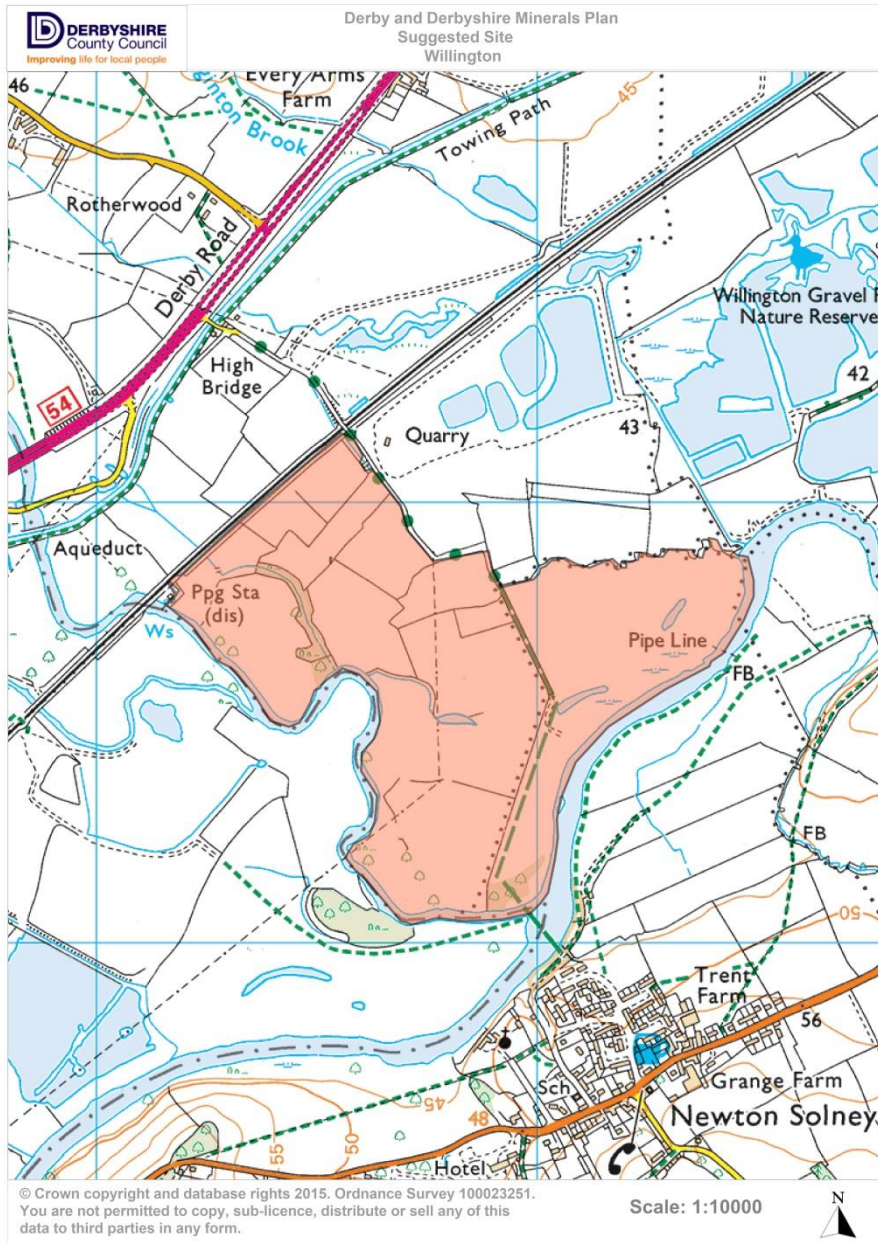 DERBYSHIRE
County Council
Improving life for local people
Derby and Derbyshire Minerals Plan
Suggested Site
Willington
46
Every Arms
Farm
ginton Brook
45
Towing Path
Rotherwood
Derby Road
Willington Gravel
Nature Reserve
High
Bridge
42
54
Quarry
43
Aqueduct
Ppg Sta
(dis)
Ws
Pipe Line
FB
FB
50
Trent
Farm
56
Sch
Grange Farm
45
48
50
55
Newton Solney
Hotel
© Crown copyright and database rights 2015. Ordnance Survey 100023251.
You are not permitted to copy, sub-licence, distribute or sell any of this
data to third parties in any form.
Scale: 1:10000
N